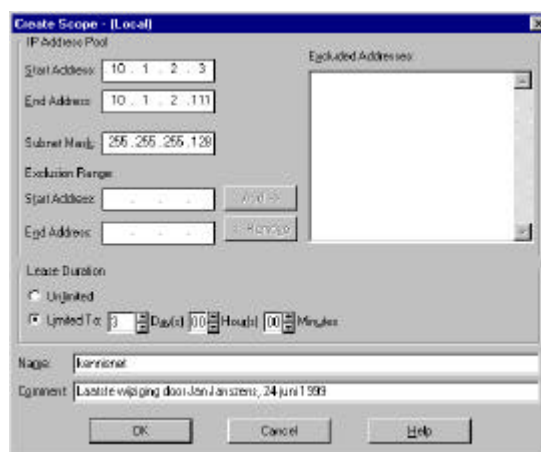 Create Scope - (Local)
IP Address Pool
Start Address: 10 . 1 . 2 . 3
End Address: 10 . 1 . 2 .111
Subnet Mask: 255 .255 .255 .128
Excluded Addresses:
Exclusion Range:
Start Address: . . .
Add ->
End Address: . . .
<- Remove
Lease Duration
Unlimited
Limited To: 3 Day(s) 00 Hour(s) 00 Minutes
Name: kennisnet
Comment: Laatste wijziging door Jan Janszens, 24 juni 1999
OK Cancel Help